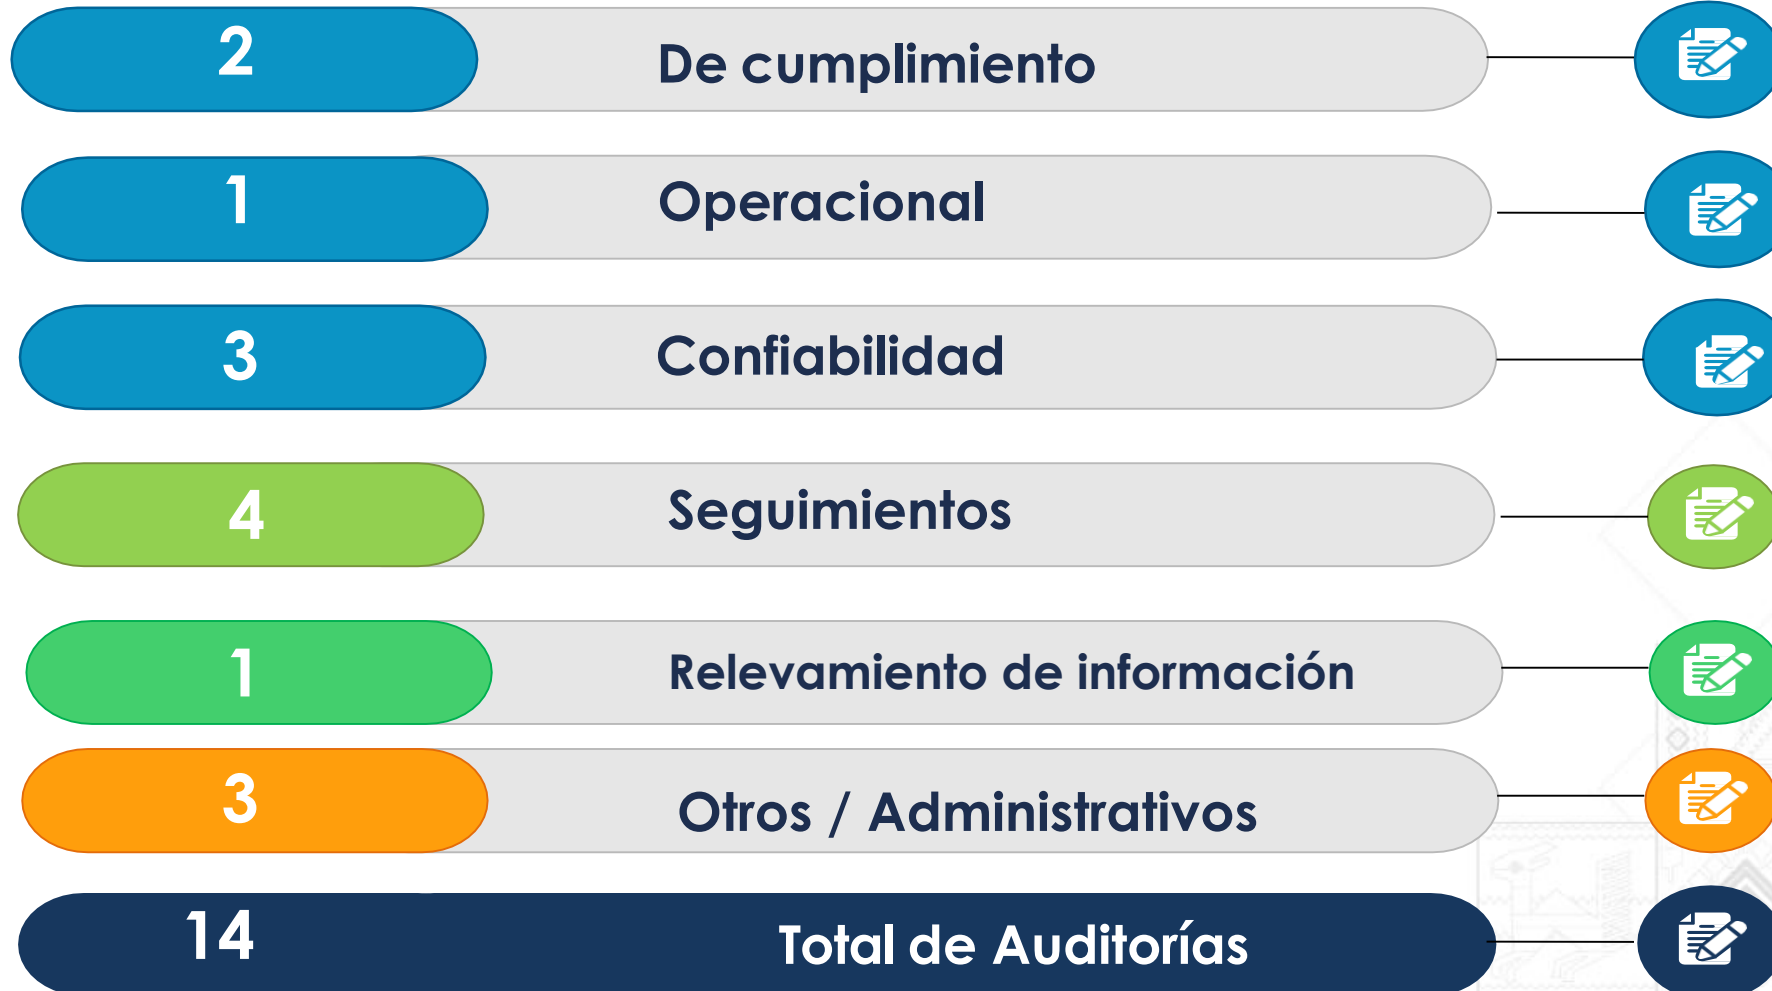 2 De cumplimiento
1 Operacional
3 Confiabilidad
4 Seguimientos
1 Relevamiento de información
3 Otros / Administrativos
14 Total de Auditorías